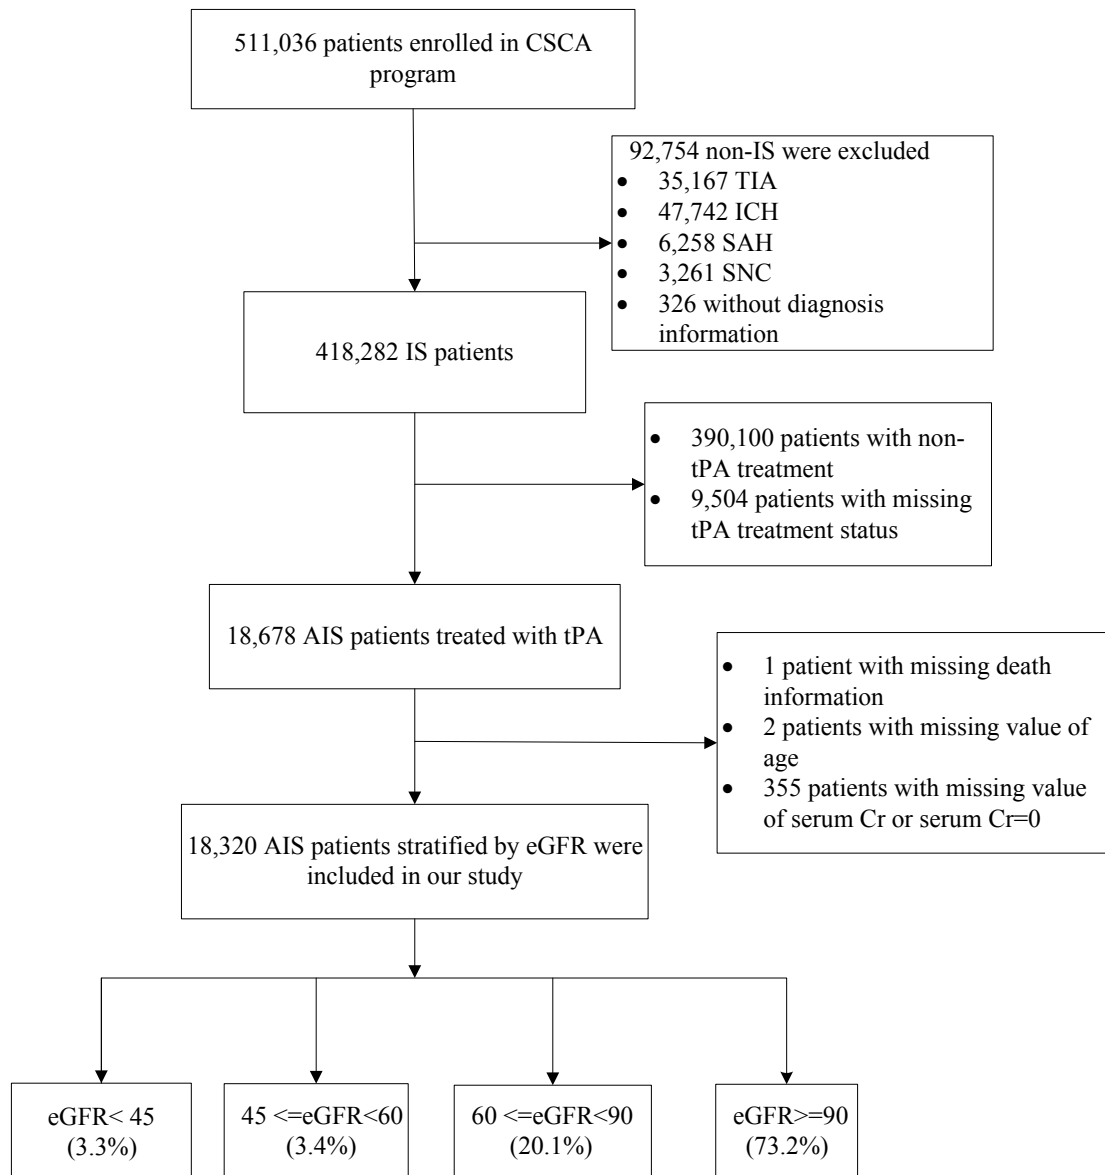 511,036 patients enrolled in CSCA
program
92,754 non-IS were excluded
• 35,167 TIA
• 47,742 ICH
• 6,258 SAH
• 3,261 SNC
• 326 without diagnosis
information
418,282 IS patients
• 390,100 patients with non-
tPA treatment
• 9,504 patients with missing
tPA treatment status
18,678 AIS patients treated with tPA
• 1 patient with missing death
information
• 2 patients with missing value of
age
• 355 patients with missing value
of serum Cr or serum Cr=0
18,320 AIS patients stratified by eGFR were
included in our study
eGFR< 45
(3.3%)
45 <=eGFR<60
(3.4%)
60 <=eGFR<90
(20.1%)
eGFR>=90
(73.2%)